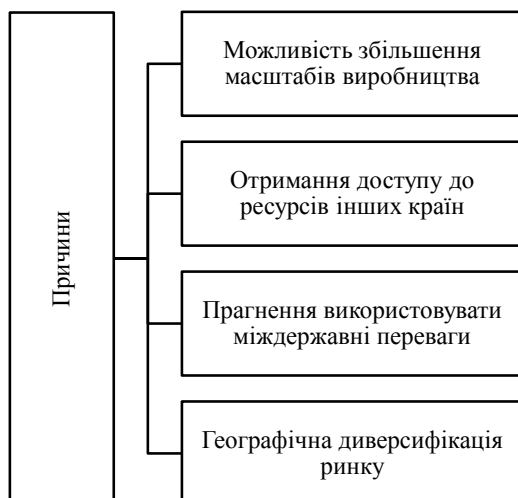 Причини
Можливість збільшення
масштабів виробництва
Отримання доступу до
ресурсів інших країн
Прагнення використовувати
міждержавні переваги
Географічна диверсифікація
ринку